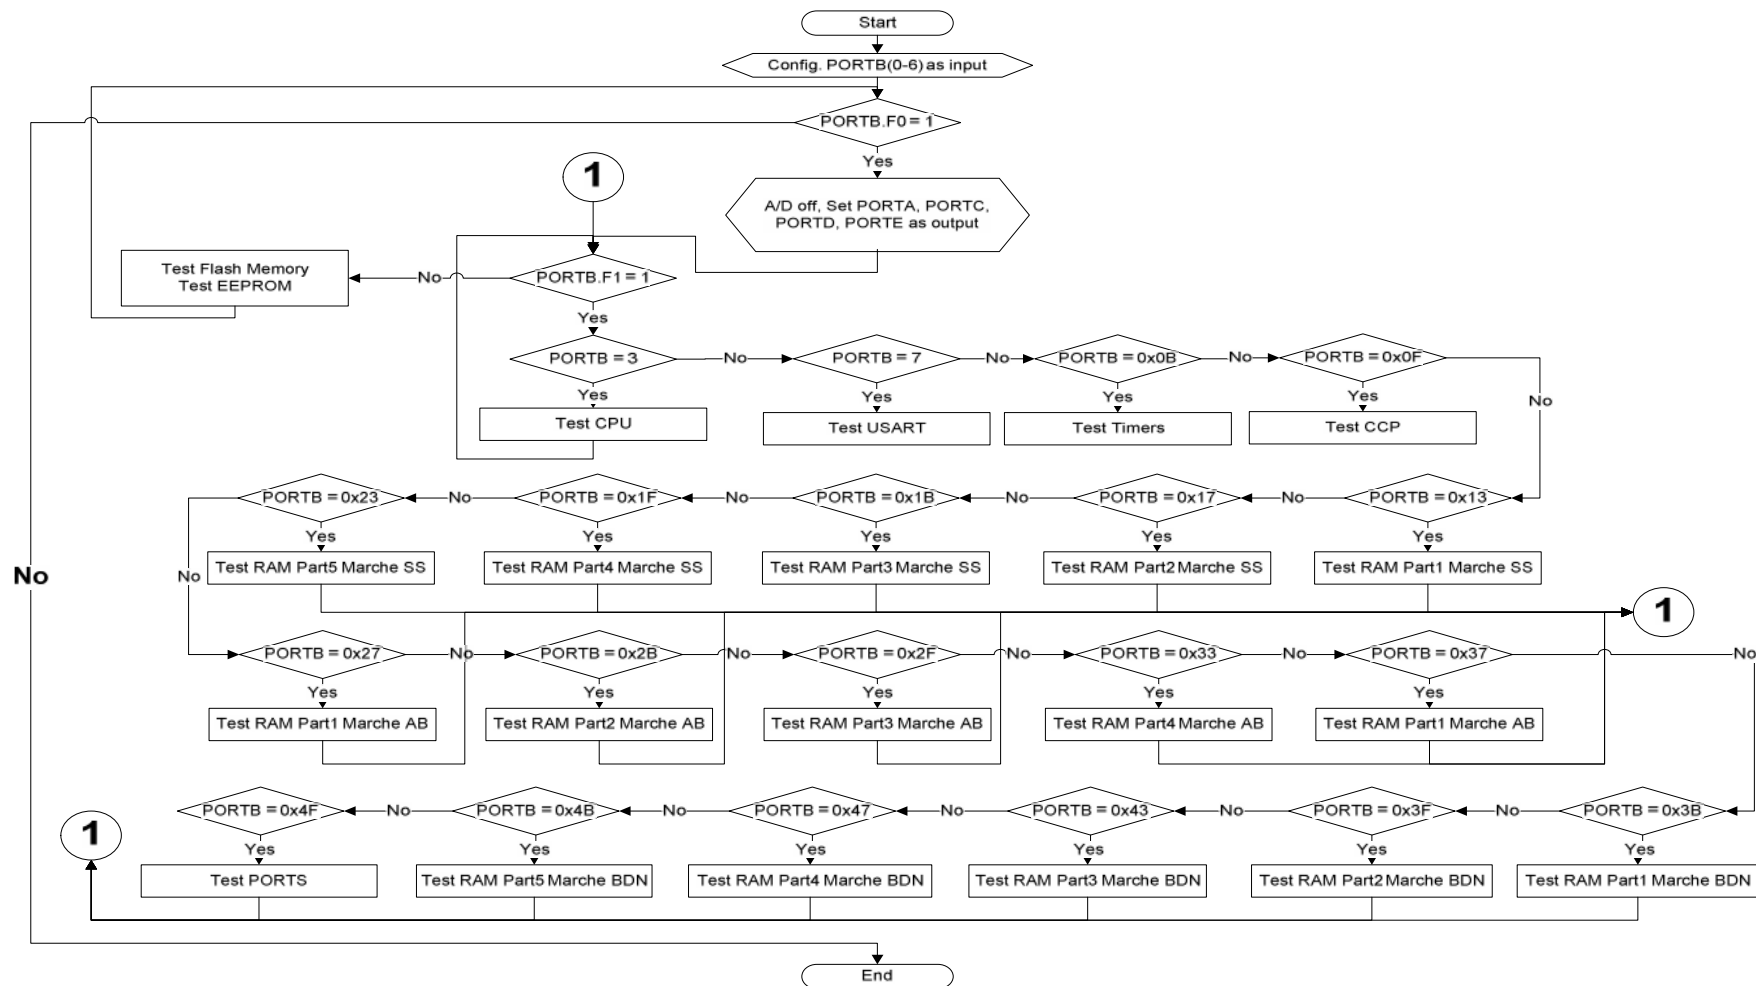 Start
Config. PORTB(0-6) as input
PORTB.F0 = 1
Yes
1
A/D off, Set PORTA, PORTC,
PORTD, PORTE as output
Test Flash Memory
Test EEPROM
No
PORTB.F1 = 1
Yes
PORTB = 3
No
PORTB = 7
No
PORTB = 0x0B
No
PORTB = 0x0F
Yes
Yes
Yes
Yes
No
Test CPU
Test USART
Test Timers
Test CCP
PORTB = 0x23
No
PORTB = 0x1F
No
PORTB = 0x1B
No
PORTB = 0x17
No
PORTB = 0x13
Yes
Yes
Yes
Yes
Yes
No
No
Test RAM Part5 Marche SS
Test RAM Part4 Marche SS
Test RAM Part3 Marche SS
Test RAM Part2 Marche SS
Test RAM Part1 Marche SS
1
PORTB = 0x27
No
PORTB = 0x2B
No
PORTB = 0x2F
No
PORTB = 0x33
No
PORTB = 0x37
No
Yes
Yes
Yes
Yes
Yes
Test RAM Part1 Marche AB
Test RAM Part2 Marche AB
Test RAM Part3 Marche AB
Test RAM Part4 Marche AB
Test RAM Part1 Marche AB
PORTB = 0x4F
No
PORTB = 0x4B
No
PORTB = 0x47
No
PORTB = 0x43
No
PORTB = 0x3F
No
PORTB = 0x3B
1
Yes
Yes
Yes
Yes
Yes
Yes
Test PORTS
Test RAM Part5 Marche BDN
Test RAM Part4 Marche BDN
Test RAM Part3 Marche BDN
Test RAM Part2 Marche BDN
Test RAM Part1 Marche BDN
End